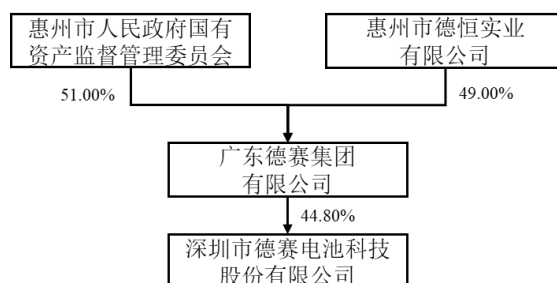 惠州市人民政府国有
资产监督管理委员会
惠州市德恒实业
有限公司
51.00%
49.00%
广东德赛集团
有限公司
44.80%
深圳市德赛电池科技
股份有限公司